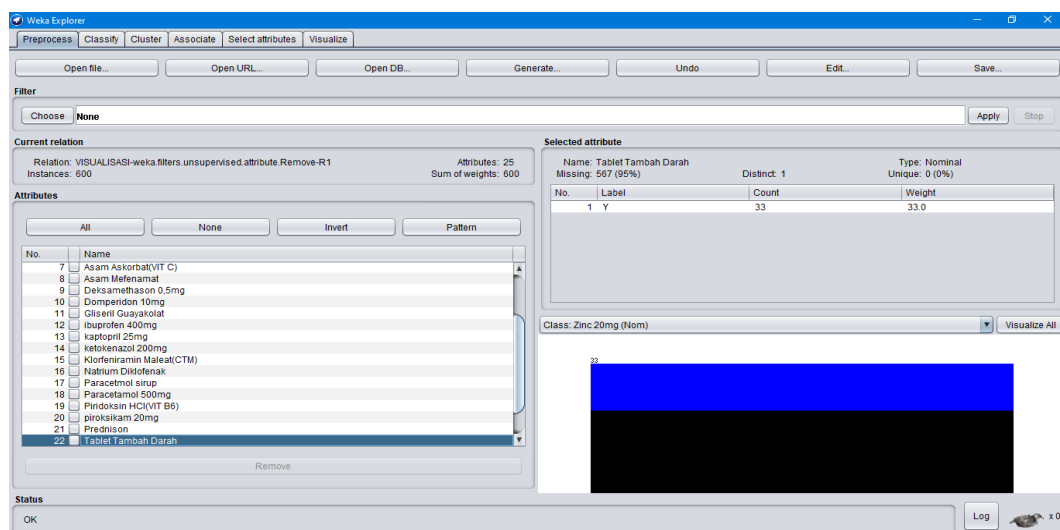 Weka Explorer
Preprocess Classify Cluster Associate Select attributes Visualize
Open file... Open URL... Open DB... Generate... Undo Edit... Save...
Filter
Choose None Apply Stop
Current relation
Relation: VISUALISASI-weka.filters.unsupervised.attribute.Remove-R1 Attributes: 25
Instances: 600 Sum of weights: 600
Attributes
All None Invert Pattern
No. Name
7 Asam Askorbat(VIT C)
8 Asam Mefenamat
9 Deksamethason 0,5mg
10 Domperidon 10mg
11 Gliseril Guayakolat
12 ibuprofen 400mg
13 kaptopril 25mg
14 ketokenazol 200mg
15 Klorfeniramin Maleat(CTM)
16 Natrium Diklofenak
17 Paracetmol sirup
18 Paracetamol 500mg
19 Piridoksin HCl(VIT B6)
20 piroksikam 20mg
21 Prednison
22 Tablet Tambah Darah
Remove
Selected attribute
Name: Tablet Tambah Darah Type: Nominal
Missing: 567 (95%) Distinct: 1 Unique: 0 (0%)
No. Label Count Weight
1 Y 33 33.0
Class: Zinc 20mg (Nom) Visualize All
33
Status
OK Log x 0